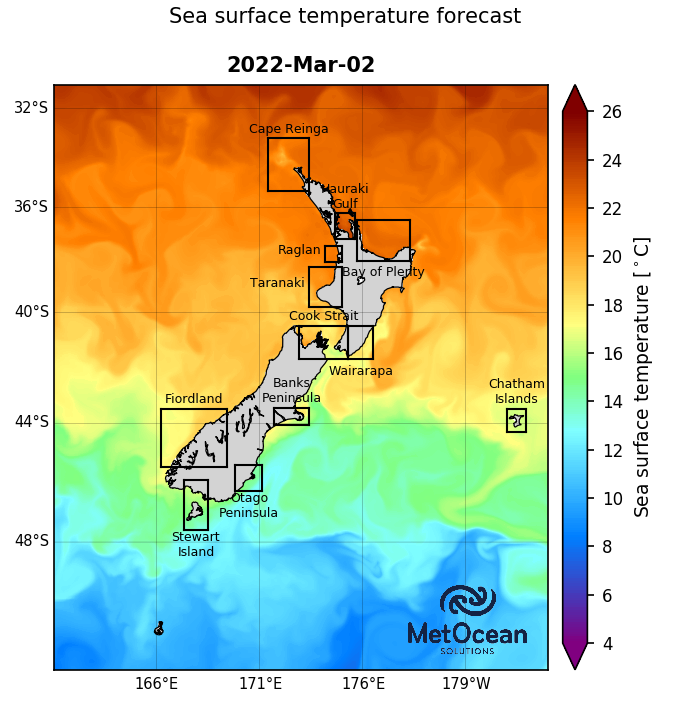 Sea surface temperature forecast
2022-Mar-02
32°S
36°S
40°S
44°S
48°S
166°E
171°E
176°E
179°W
Cape Reinga
Hauraki
Gulf
Raglan
Bay of Plenty
Taranaki
Cook Strait
Wairarapa
Banks
Peninsula
Fiordland
Chatham
Islands
Otago
Peninsula
Stewart
Island
MetOcean
SOLUTIONS
26
24
22
20
18
16
14
12
10
8
6
4
Sea surface temperature [°C]